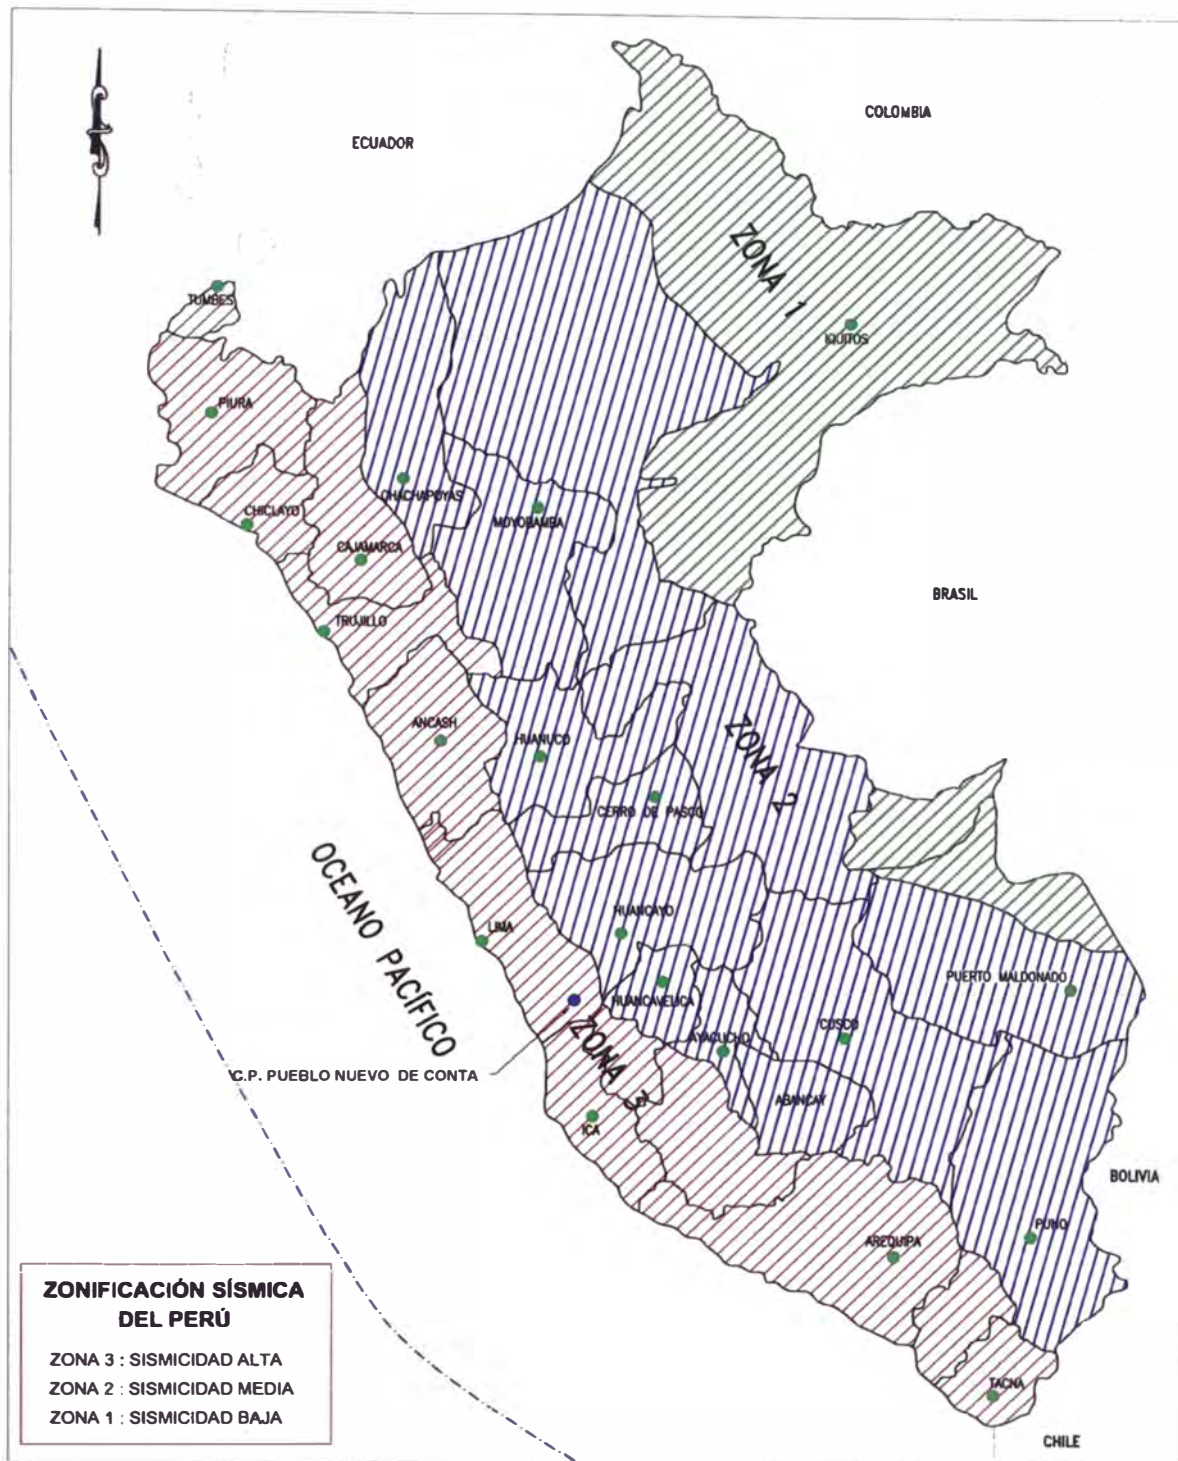 COLOMBIA
ECUADOR
ZONA 1
TUMBES
IQUITOS
PIURA
CHACHAPOYAS
CHICLAYO
MOYOBAMBA
CAJAMARCA
BRASIL
TRUJILLO
ANCASH
HUANUCO
ZONA 2
CERRO DE PASCO
OCEANO PACÍFICO
LIMA
HUANCAYO
PUERTO MALDONADO
HUANCAVELICA
CUSCO
AYACUCHO
ZONA 3
C.P. PUEBLO NUEVO DE CONTA
ABANCAY
ICA
BOLIVIA
PUNO
AREQUIPA
TACNA
CHILE
ZONIFICACIÓN SÍSMICA
DEL PERÚ
ZONA 3 : SISMICIDAD ALTA
ZONA 2 : SISMICIDAD MEDIA
ZONA 1 : SISMICIDAD BAJA